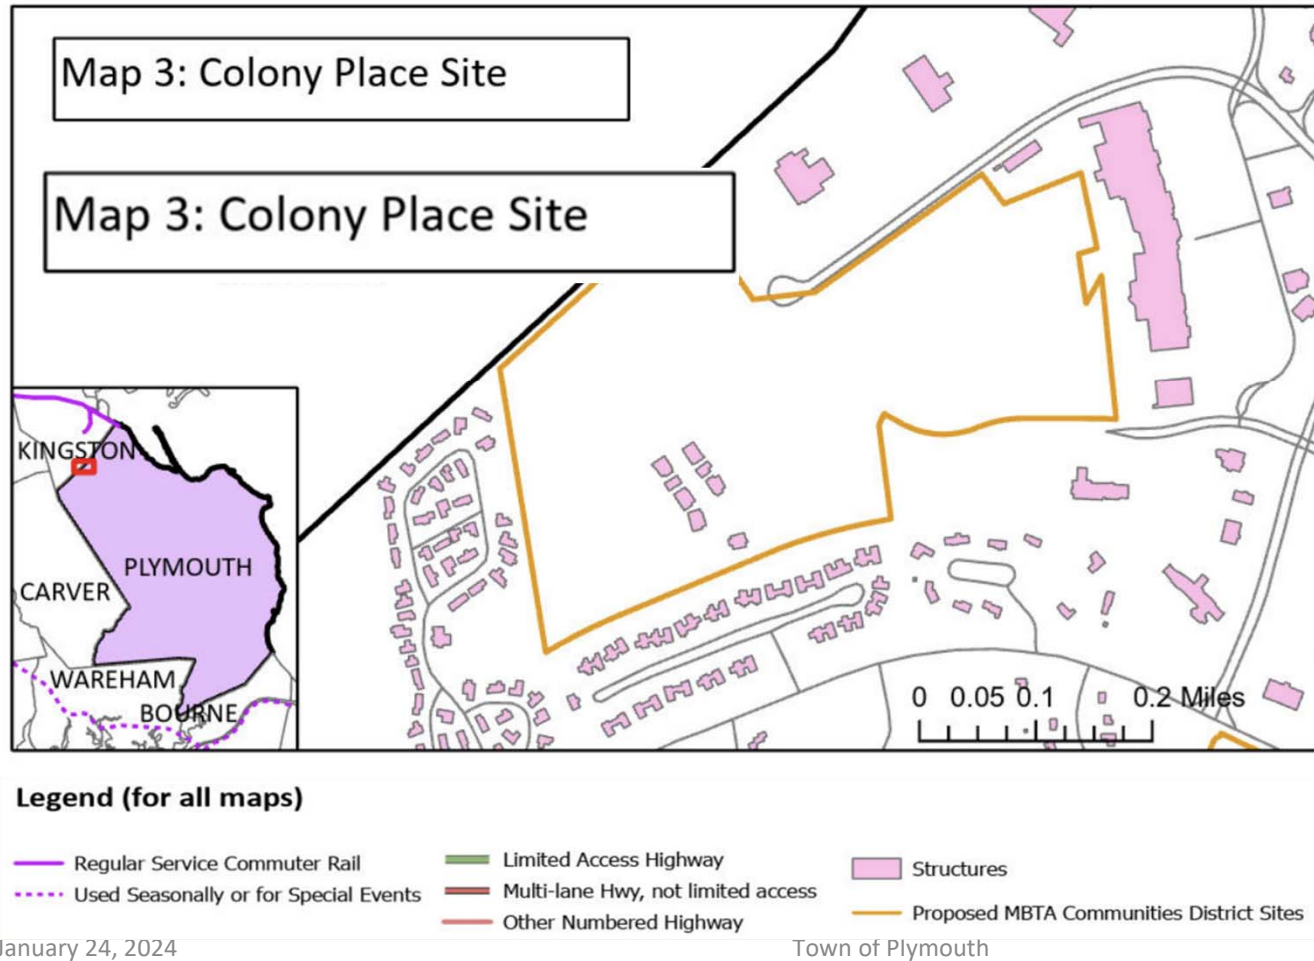 Map 3: Colony Place Site
Map 3: Colony Place Site
KINGSTON
PLYMOUTH
CARVER
WAREHAM
BOURNE
0 0.05 0.1 0.2 Miles
Legend (for all maps)
Regular Service Commuter Rail
Used Seasonally or for Special Events
Limited Access Highway
Multi-lane Hwy, not limited access
Other Numbered Highway
Structures
Proposed MBTA Communities District Sites
January 24, 2024
Town of Plymouth